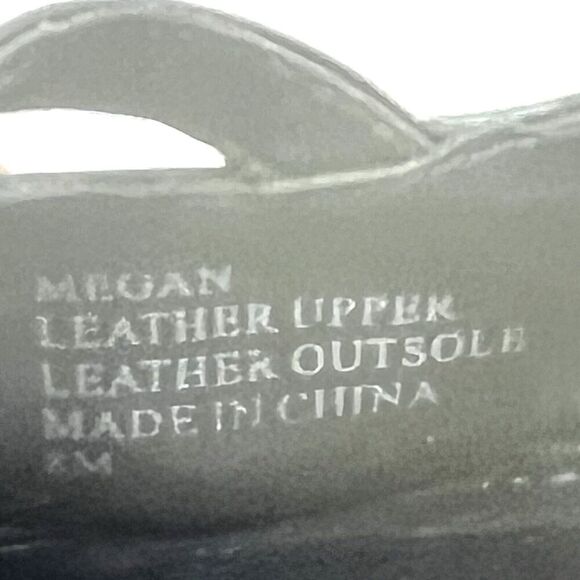 MEGAN
LEATHER UPPER
LEATHER OUTSOLE
MADE IN CHINA